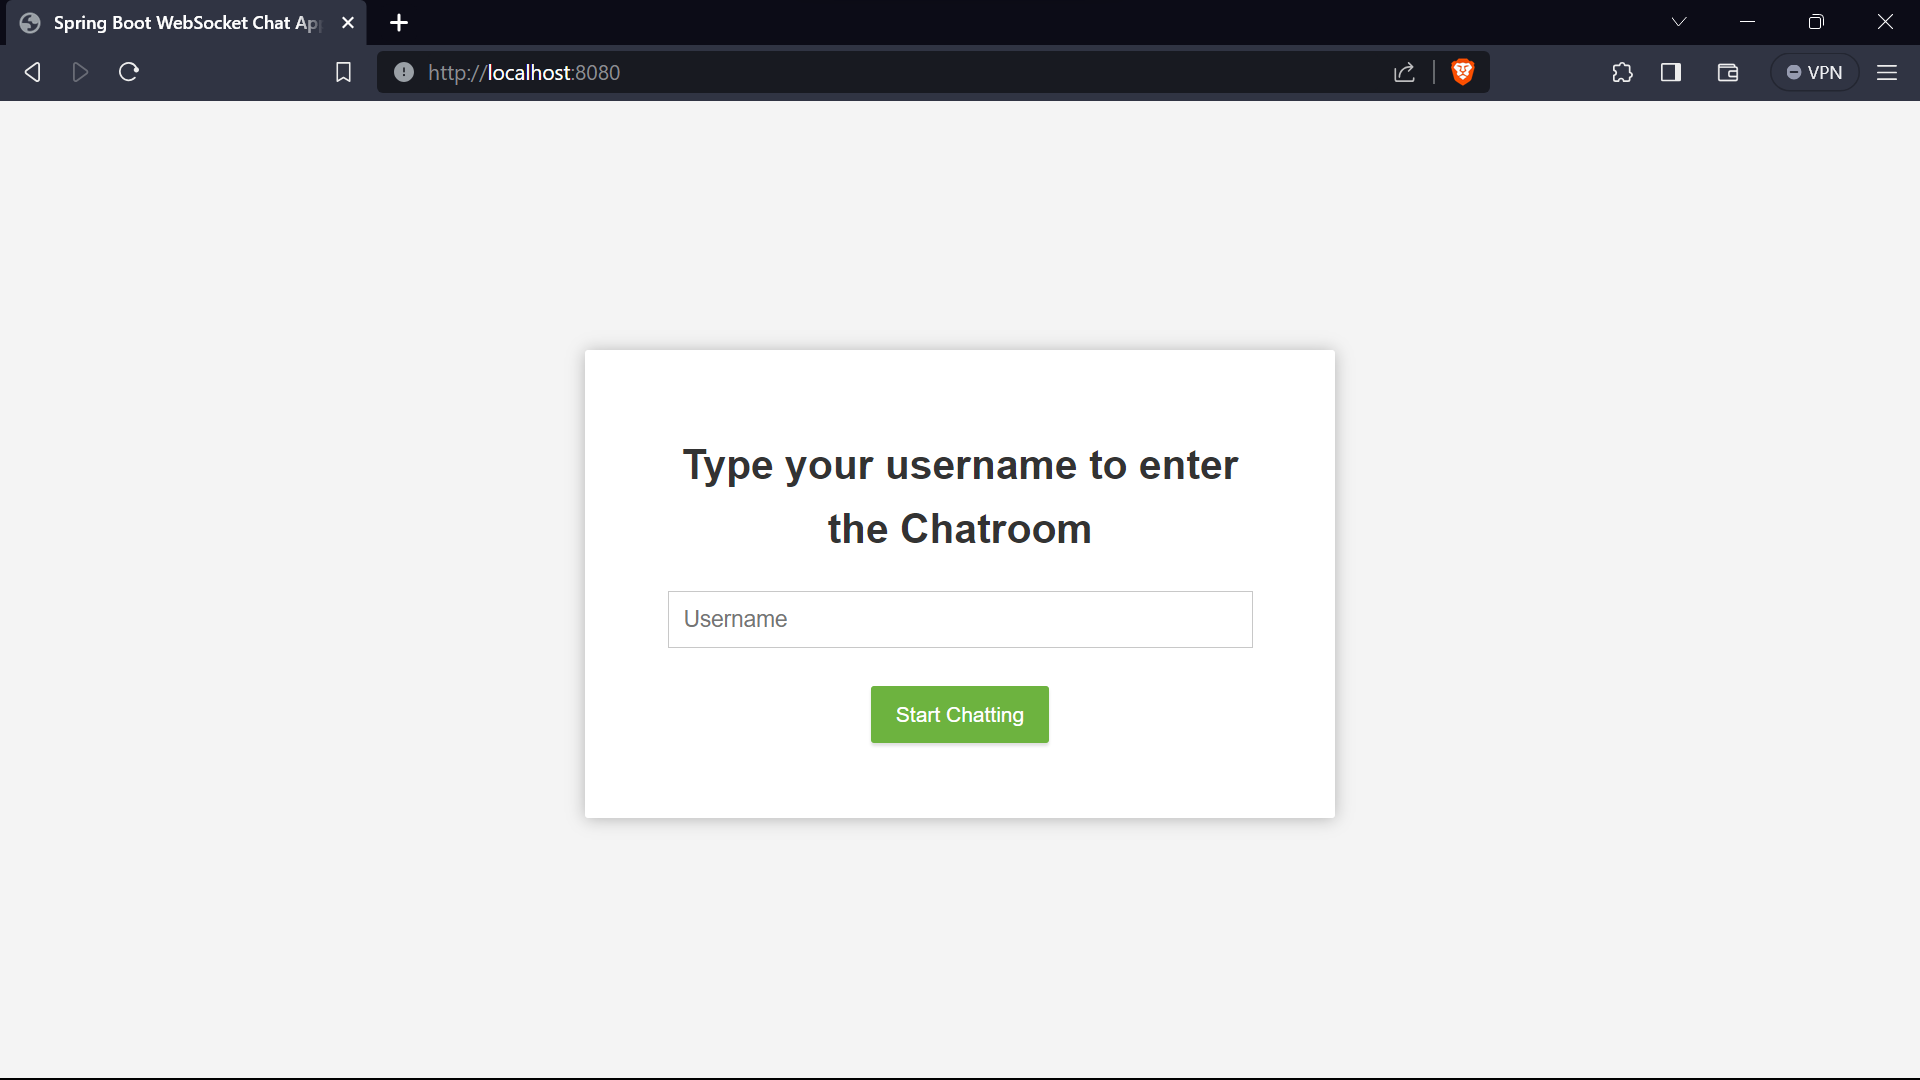 Spring Boot WebSocket Chat Ap
http://localhost:8080
VPN
Type your username to enter
the Chatroom
Username
Start Chatting